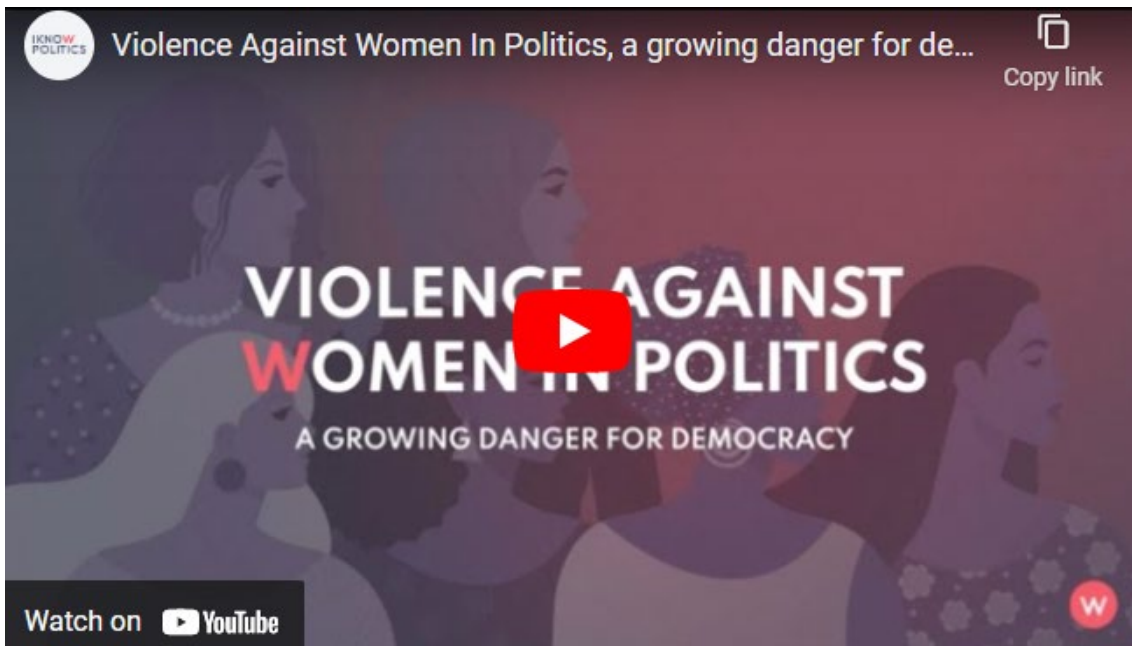 IKNOW
POLITICS
Violence Against Women In Politics, a growing danger for de...
Copy link
VIOLENCE AGAINST
WOMEN IN POLITICS
A GROWING DANGER FOR DEMOCRACY
Watch on YouTube
W